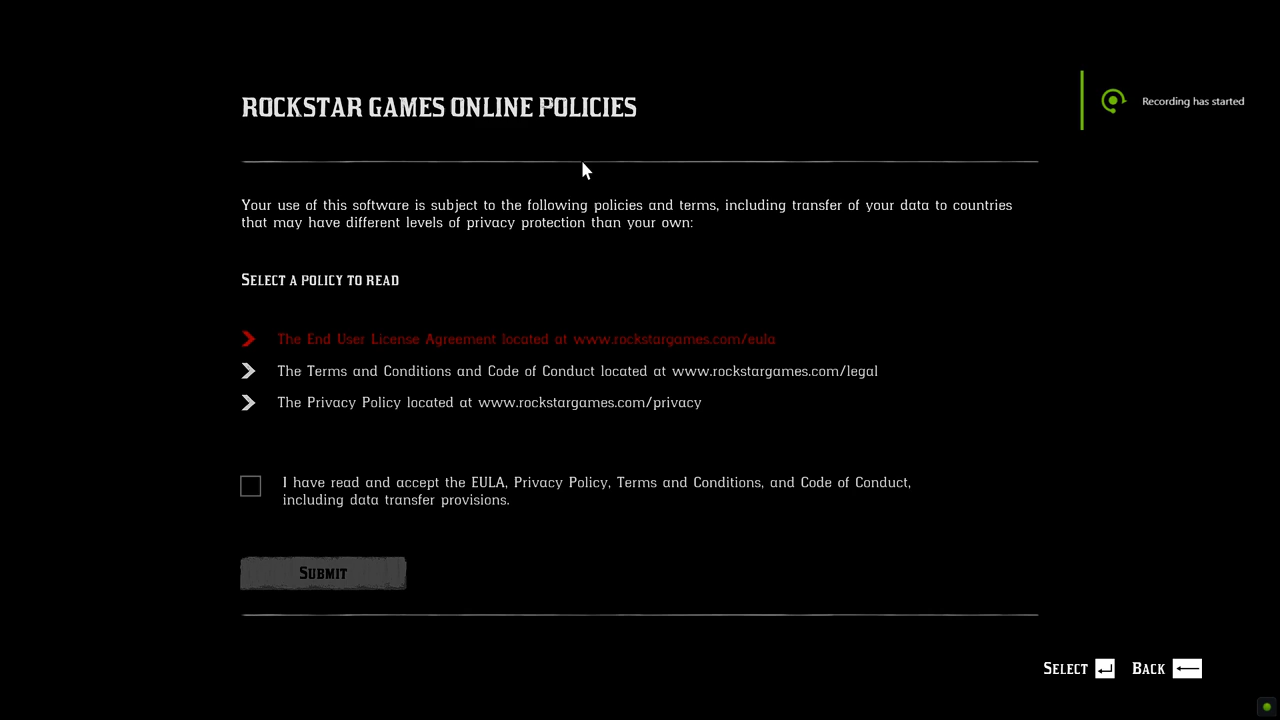 ROCKSTAR GAMES ONLINE POLICIES
Recording has started
Your use of this software is subject to the following policies and terms, including transfer of your data to countries
that may have different levels of privacy protection than your own:
SELECT A POLICY TO READ
The End User License Agreement located at www.rockstargames.com/eula
The Terms and Conditions and Code of Conduct located at www.rockstargames.com/legal
The Privacy Policy located at www.rockstargames.com/privacy
I have read and accept the EULA, Privacy Policy, Terms and Conditions, and Code of Conduct,
including data transfer provisions.
SUBMIT
SELECT BACK